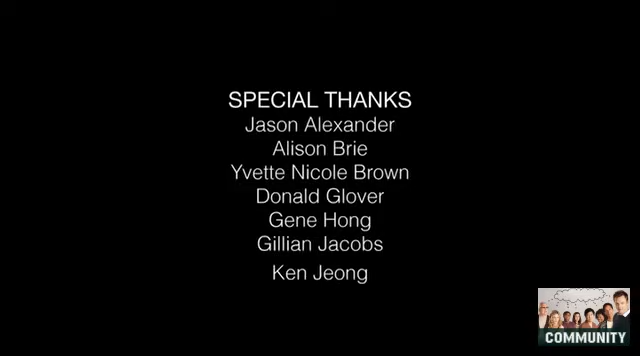 SPECIAL THANKS
Jason Alexander
Alison Brie
Yvette Nicole Brown
Donald Glover
Gene Hong
Gillian Jacobs
Ken Jeong
COMMUNITY